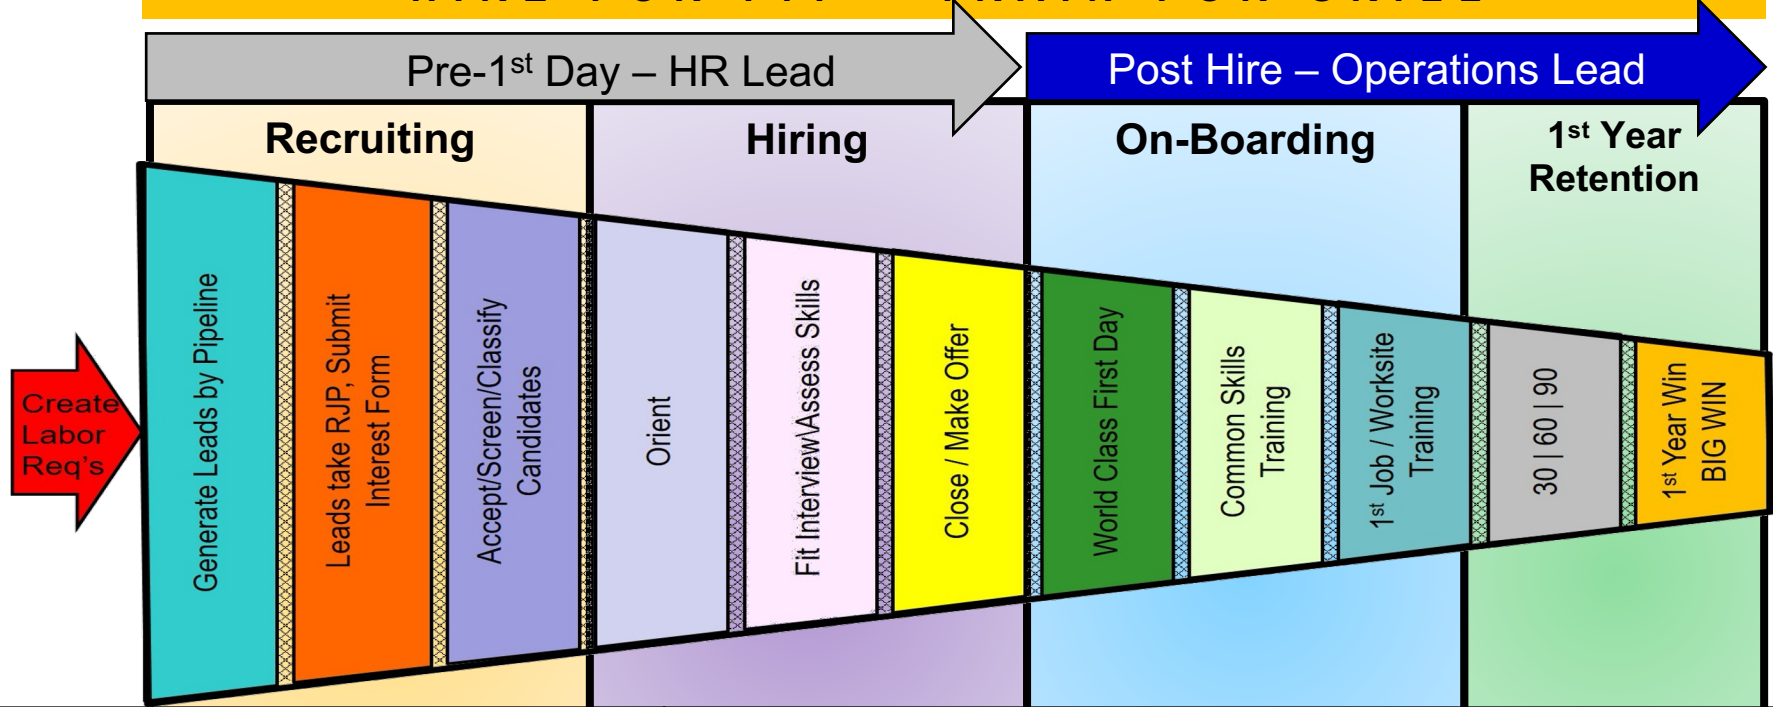 Pre-1st Day – HR Lead
Post Hire – Operations Lead
Recruiting
Hiring
On-Boarding
1st Year
Retention
Create
Labor
Req's
Generate Leads by Pipeline
Leads take RJP, Submit
Interest Form
Accept/Screen/Classify
Candidates
Orient
Fit Interview\Assess Skills
Close / Make Offer
World Class First Day
Common Skills
Training
1st Job / Worksite
Training
30 | 60 | 90
1st Year Win
BIG WIN